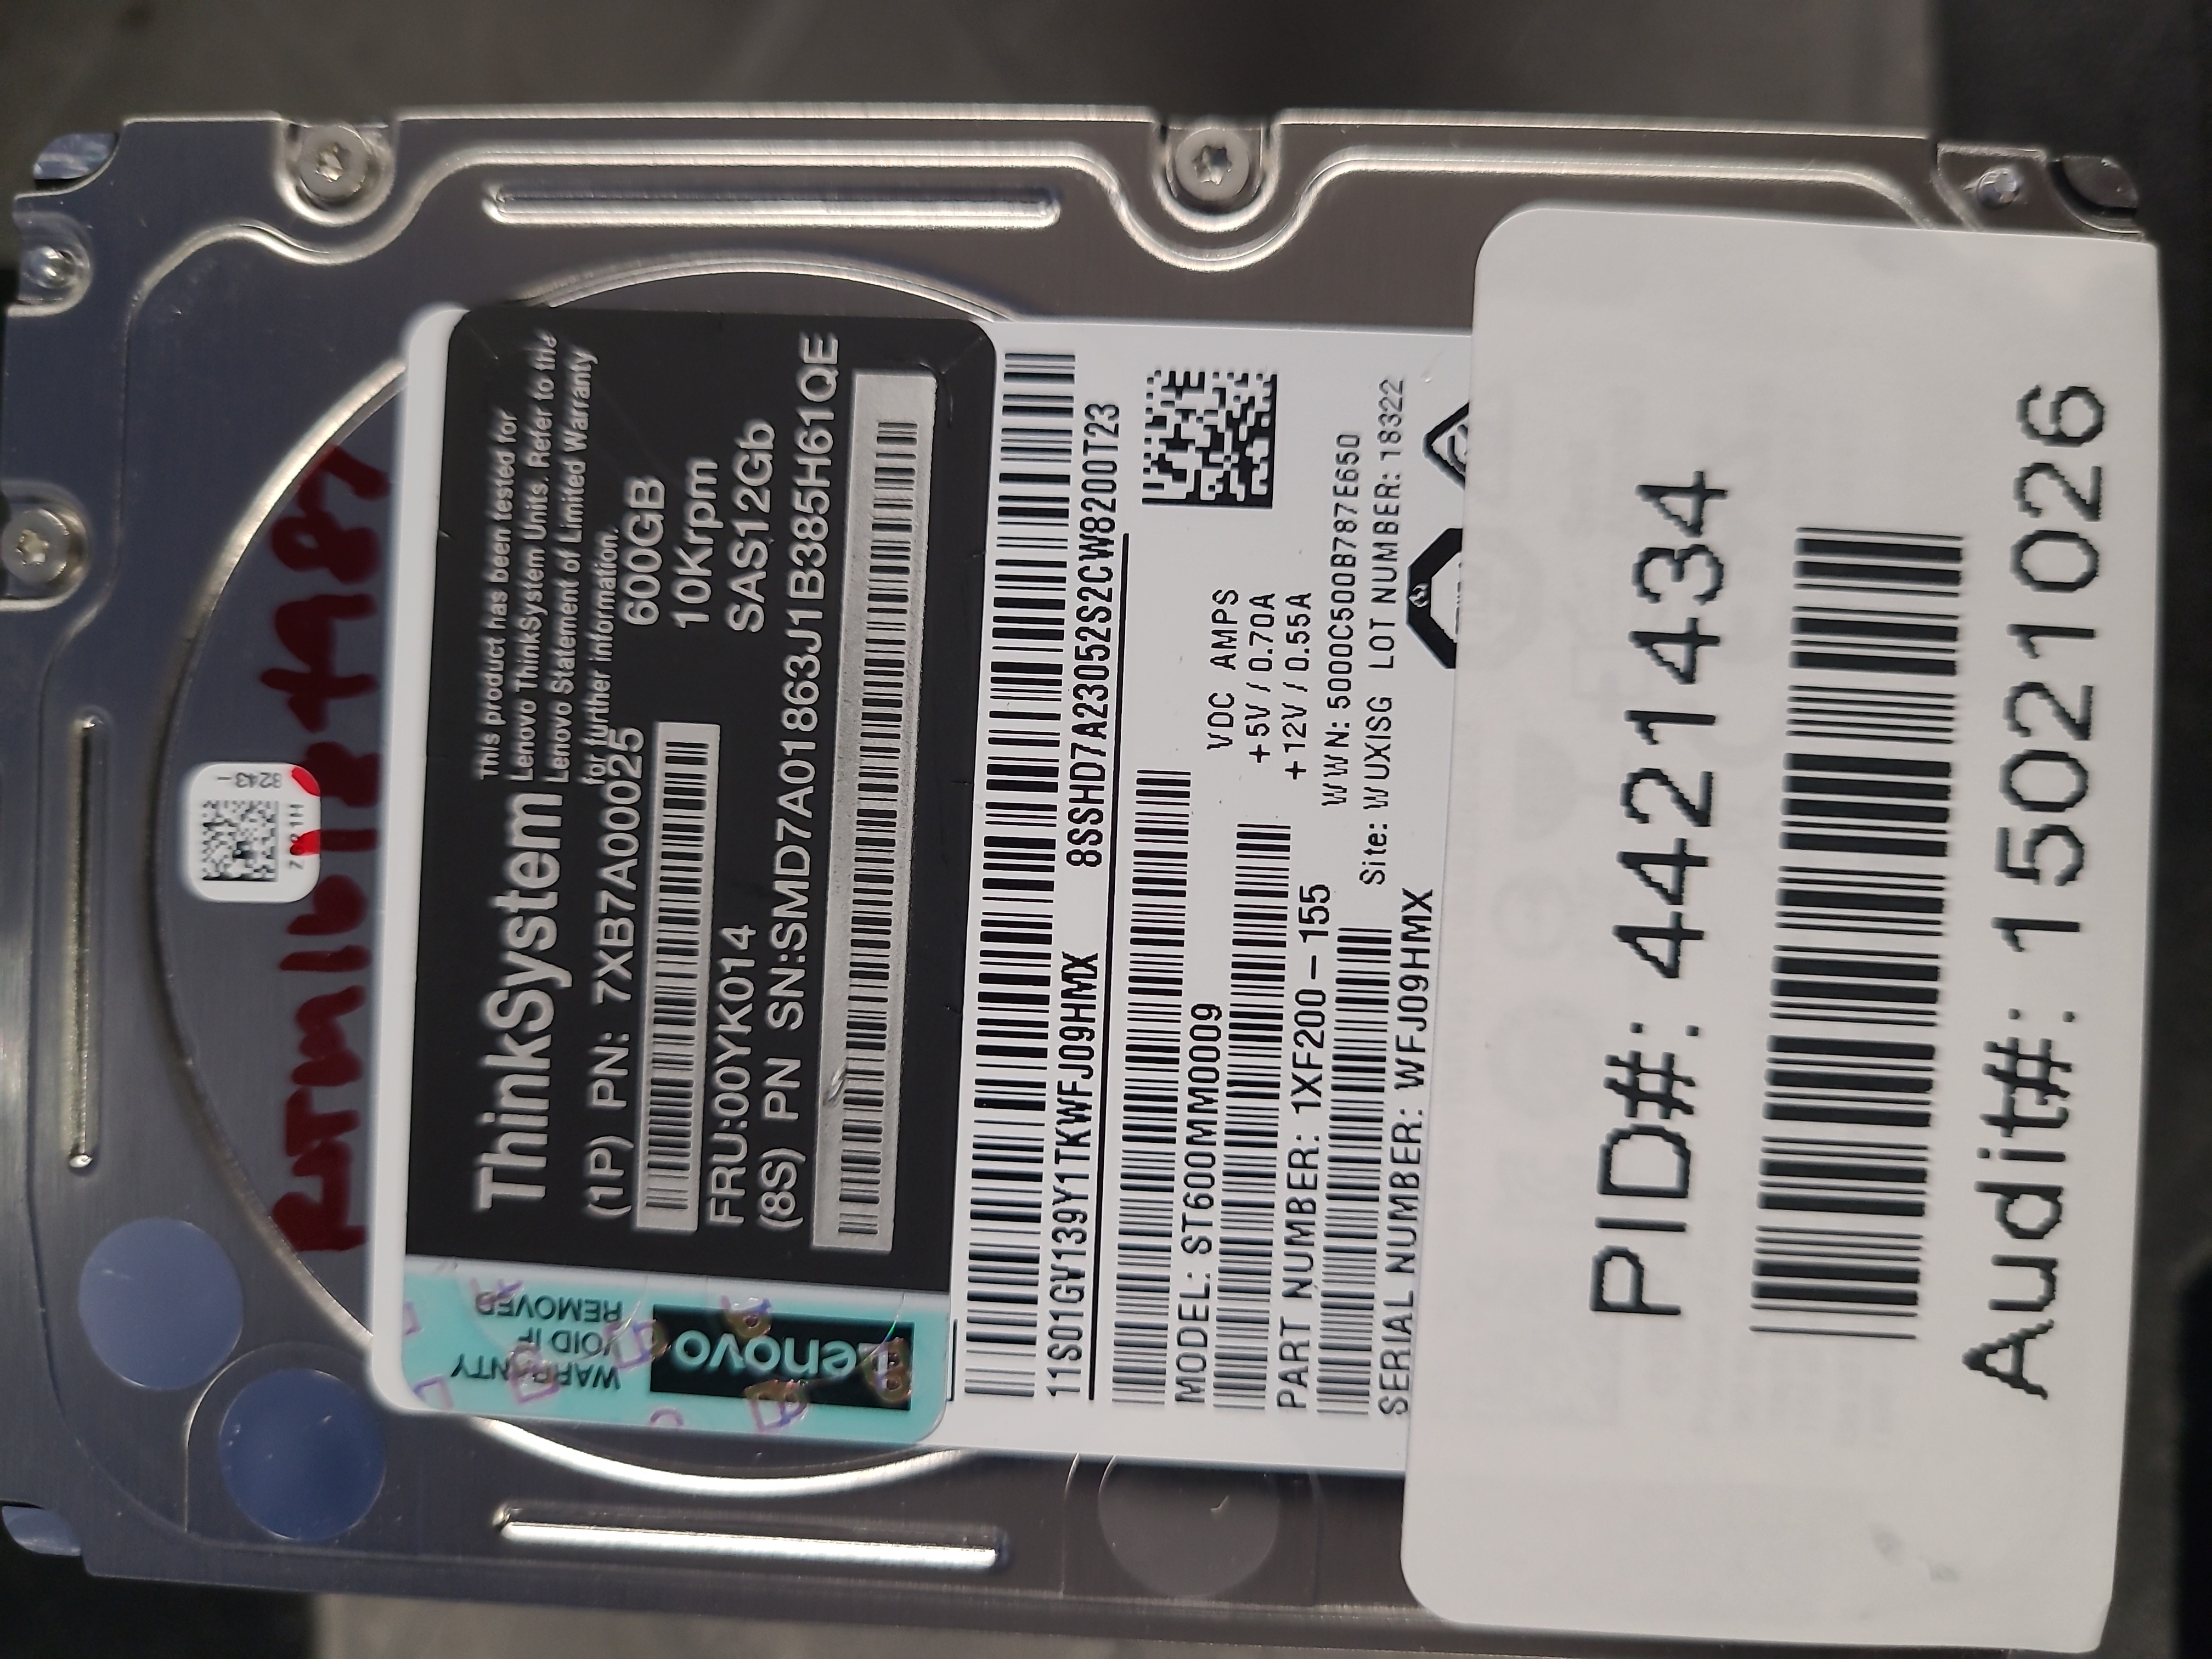 8243-
WARRANTY
VOID IF
REMOVED
Lenovo
ThinkSystem
This product has been tested for
Lenovo ThinkSystem Units. Refer to the
Lenovo Statement of Limited Warranty
for further information.
(1P) PN: 7XB7A00025
600GB
10Krpm
FRU:00YK014
SAS12Gb
(8S) PN SN:SMD7A01863J1B385H61QE
11S01GV139Y1TKWFJ09HMX 8SSHD7A23052S2CW8200T23
MODEL: ST600MM0009
VDC AMPS
+5V / 0.70A
+12V / 0.55A
PART NUMBER: 1XF200-155
WWN: 5000C500B787E650
Site: WUXISG LOT NUMBER: 18322
SERIAL NUMBER: WFJ09HMX
PID#: 4421434
Audit#: 15021026